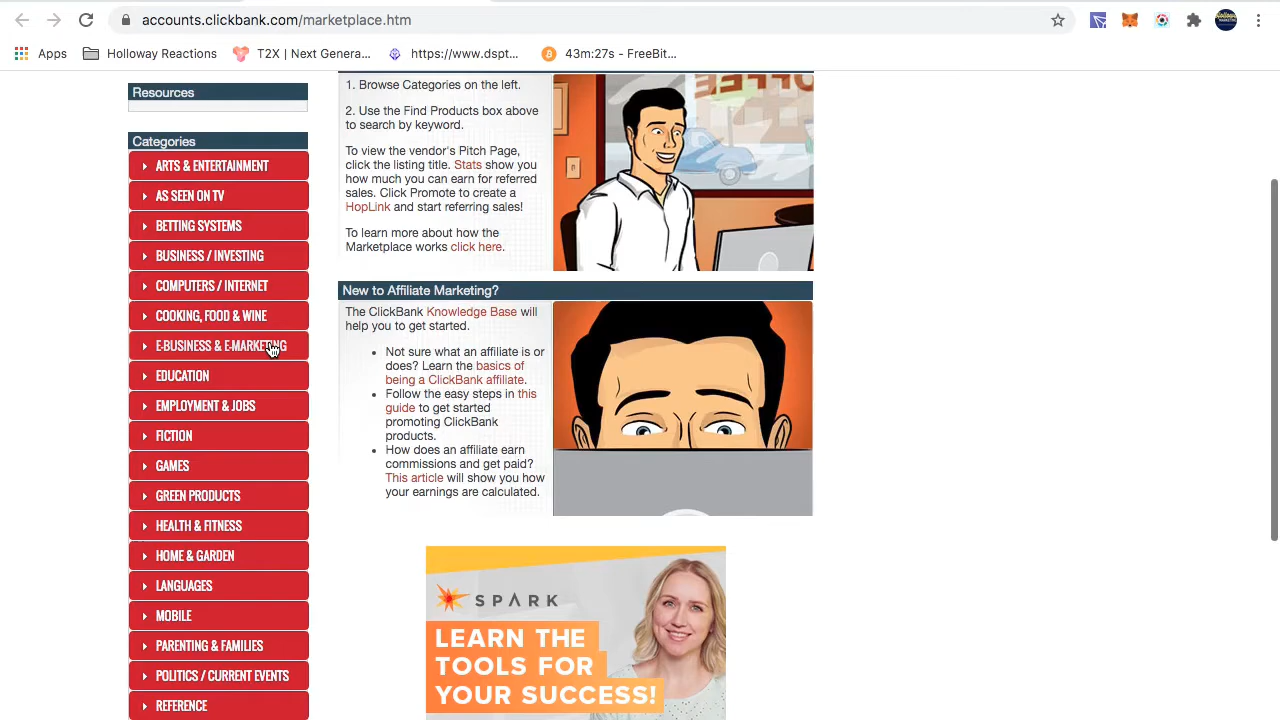 accounts.clickbank.com/marketplace.htm
Apps
Holloway Reactions
T2X | Next Genera...
https://www.dspt...
43m:27s - FreeBit...
Resources
Categories
ARTS & ENTERTAINMENT
AS SEEN ON TV
BETTING SYSTEMS
BUSINESS / INVESTING
COMPUTERS / INTERNET
COOKING, FOOD & WINE
E-BUSINESS & E-MARKETING
EDUCATION
EMPLOYMENT & JOBS
FICTION
GAMES
GREEN PRODUCTS
HEALTH & FITNESS
HOME & GARDEN
LANGUAGES
MOBILE
PARENTING & FAMILIES
POLITICS / CURRENT EVENTS
REFERENCE
1. Browse Categories on the left.
2. Use the Find Products box above
to search by keyword.
To view the vendor's Pitch Page,
click the listing title. Stats show you
how much you can earn for referred
sales. Click Promote to create a
HopLink and start referring sales!
To learn more about how the
Marketplace works click here.
New to Affiliate Marketing?
The ClickBank Knowledge Base will
help you to get started.
• Not sure what an affiliate is or
does? Learn the basics of
being a ClickBank affiliate.
• Follow the easy steps in this
guide to get started
promoting ClickBank
products.
• How does an affiliate earn
commissions and get paid?
This article will show you how
your earnings are calculated.
SPARK
LEARN THE
TOOLS FOR
YOUR SUCCESS!